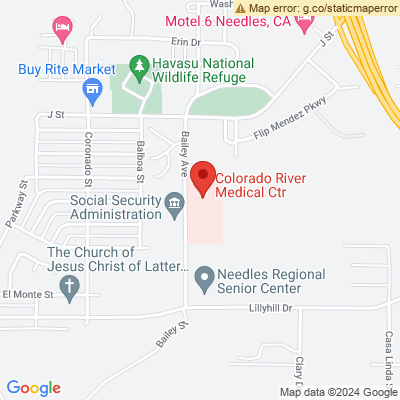 Map error: g.co/staticmaperror
Wash
Motel 6 Needles, CA
Erin Dr
J St
Havasu National
Wildlife Refuge
Buy Rite Market
J St
Flip Mendez Pkwy
Bailey Ave
Coronado St
Balboa St
Parkway St
Colorado River
Medical Ctr
Social Security
Administration
The Church of
Jesus Christ of Latter…
Needles Regional
Senior Center
El Monte St
Lillyhill Dr
Bailey St
Casa Linda
Clary
Google
Map data ©2024 Google